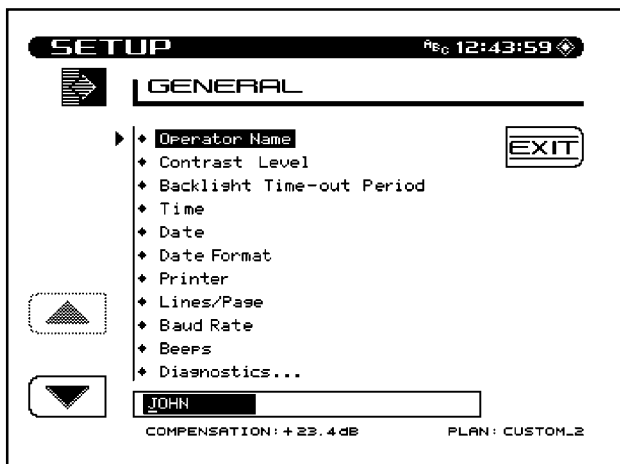 SETUP ABC 12:43:59
GENERAL
Operator Name
EXIT
Contrast Level
Backlight Time-out Period
Time
Date
Date Format
Printer
Lines/Page
Baud Rate
Beeps
Diagnostics...
JOHN
COMPENSATION:+23.4dB PLAN: CUSTOM_2